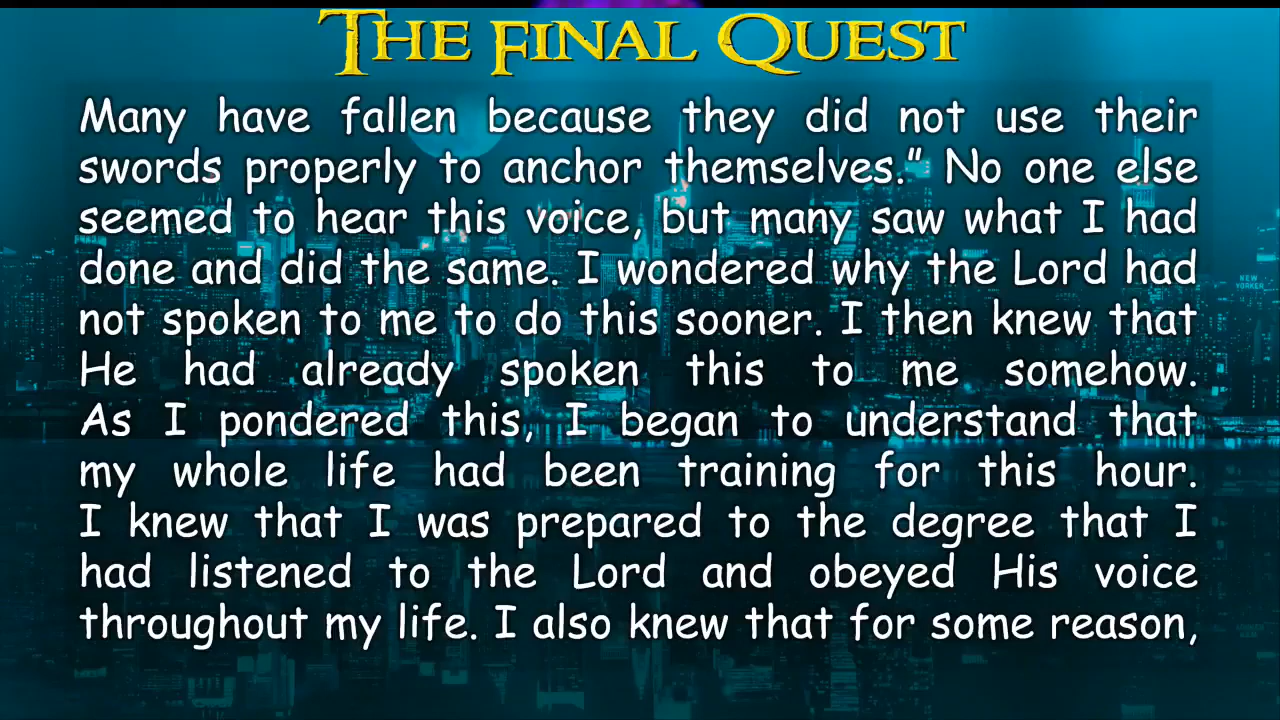 THE FINAL QUEST
Many have fallen because they did not use their
swords properly to anchor themselves.” No one else
seemed to hear this voice, but many saw what I had
done and did the same. I wondered why the Lord had
not spoken to me to do this sooner. I then knew that
He had already spoken this to me somehow.
As I pondered this, I began to understand that
my whole life had been training for this hour.
I knew that I was prepared to the degree that I
had listened to the Lord and obeyed His voice
throughout my life. I also knew that for some reason,
NEW
YORKER